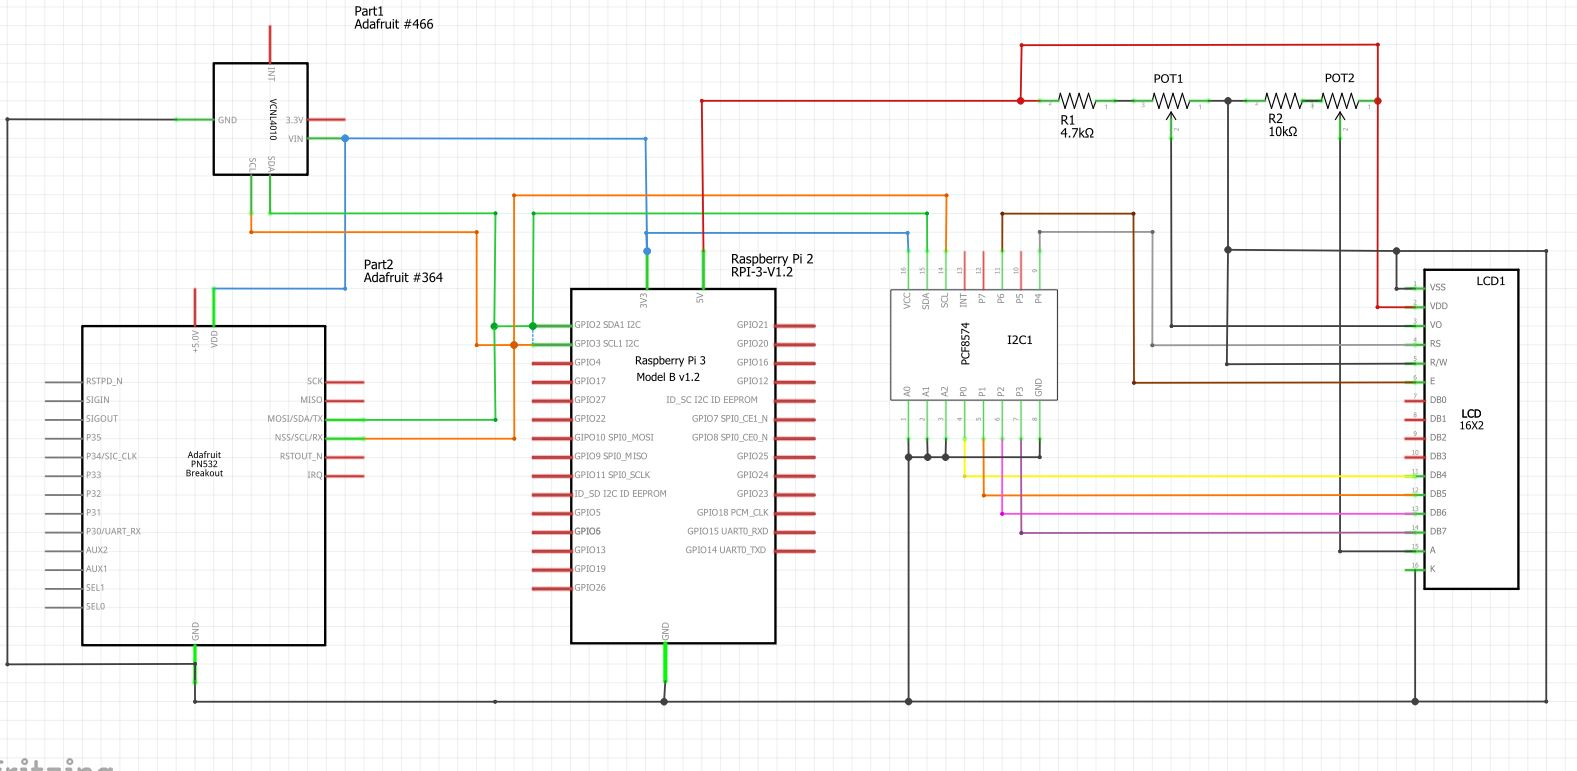 Part1
Adafruit #466
INT
VCNL4010
GND
3.3V
VIN
SCL
SDA
Part2
Adafruit #364
+5.0V
VDD
RSTPD_N
SIGIN
SIGOUT
P35
P34/SIC_CLK
P33
P32
P31
P30/UART_RX
AUX2
AUX1
SEL1
SEL0
SCK
MISO
MOSI/SDA/TX
NSS/SCL/RX
RSTOUT_N
IRQ
Adafruit
PN532
Breakout
GND
Raspberry Pi 2
RPI-3-V1.2
3V3
5V
GPIO2 SDA1 I2C
GPIO3 SCL1 I2C
GPIO4
GPIO17
GPIO27
GPIO22
GIPO10 SPI0_MOSI
GPIO9 SPI0_MISO
GPIO11 SPI0_SCLK
ID_SD I2C ID EEPROM
GPIO5
GPIO6
GPIO13
GPIO19
GPIO26
Raspberry Pi 3
Model B v1.2
GPIO21
GPIO20
GPIO16
GPIO12
ID_SC I2C ID EEPROM
GPIO7 SPI0_CE1_N
GPIO8 SPI0_CE0_N
GPIO25
GPIO24
GPIO23
GPIO18 PCM_CLK
GPIO15 UART0_RXD
GPIO14 UART0_TXD
GND
16
15
14
13
12
11
10
9
VCC
SDA
SCL
INT
P7
P6
P5
P4
PCF8574
I2C1
A0
A1
A2
P0
P1
P2
P3
GND
1
2
3
4
5
6
7
8
R1
4.7kΩ
POT1
R2
10kΩ
POT2
LCD1
VSS
VDD
VO
RS
R/W
E
DB0
DB1
DB2
DB3
DB4
DB5
DB6
DB7
A
K
LCD
16X2